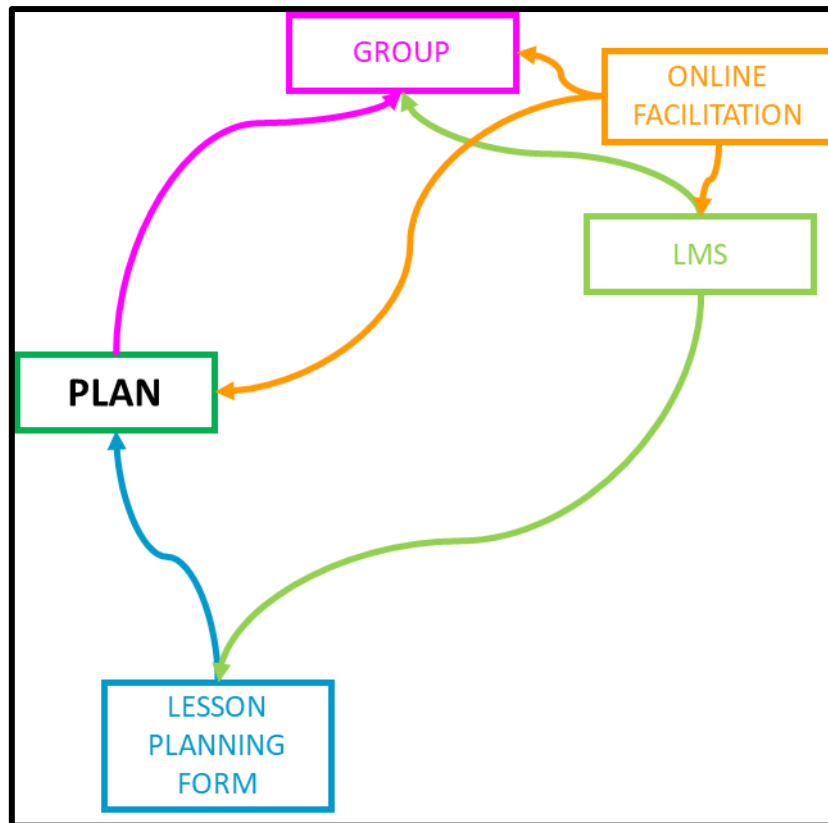 GROUP
ONLINE
FACILITATION
LMS
PLAN
LESSON
PLANNING
FORM